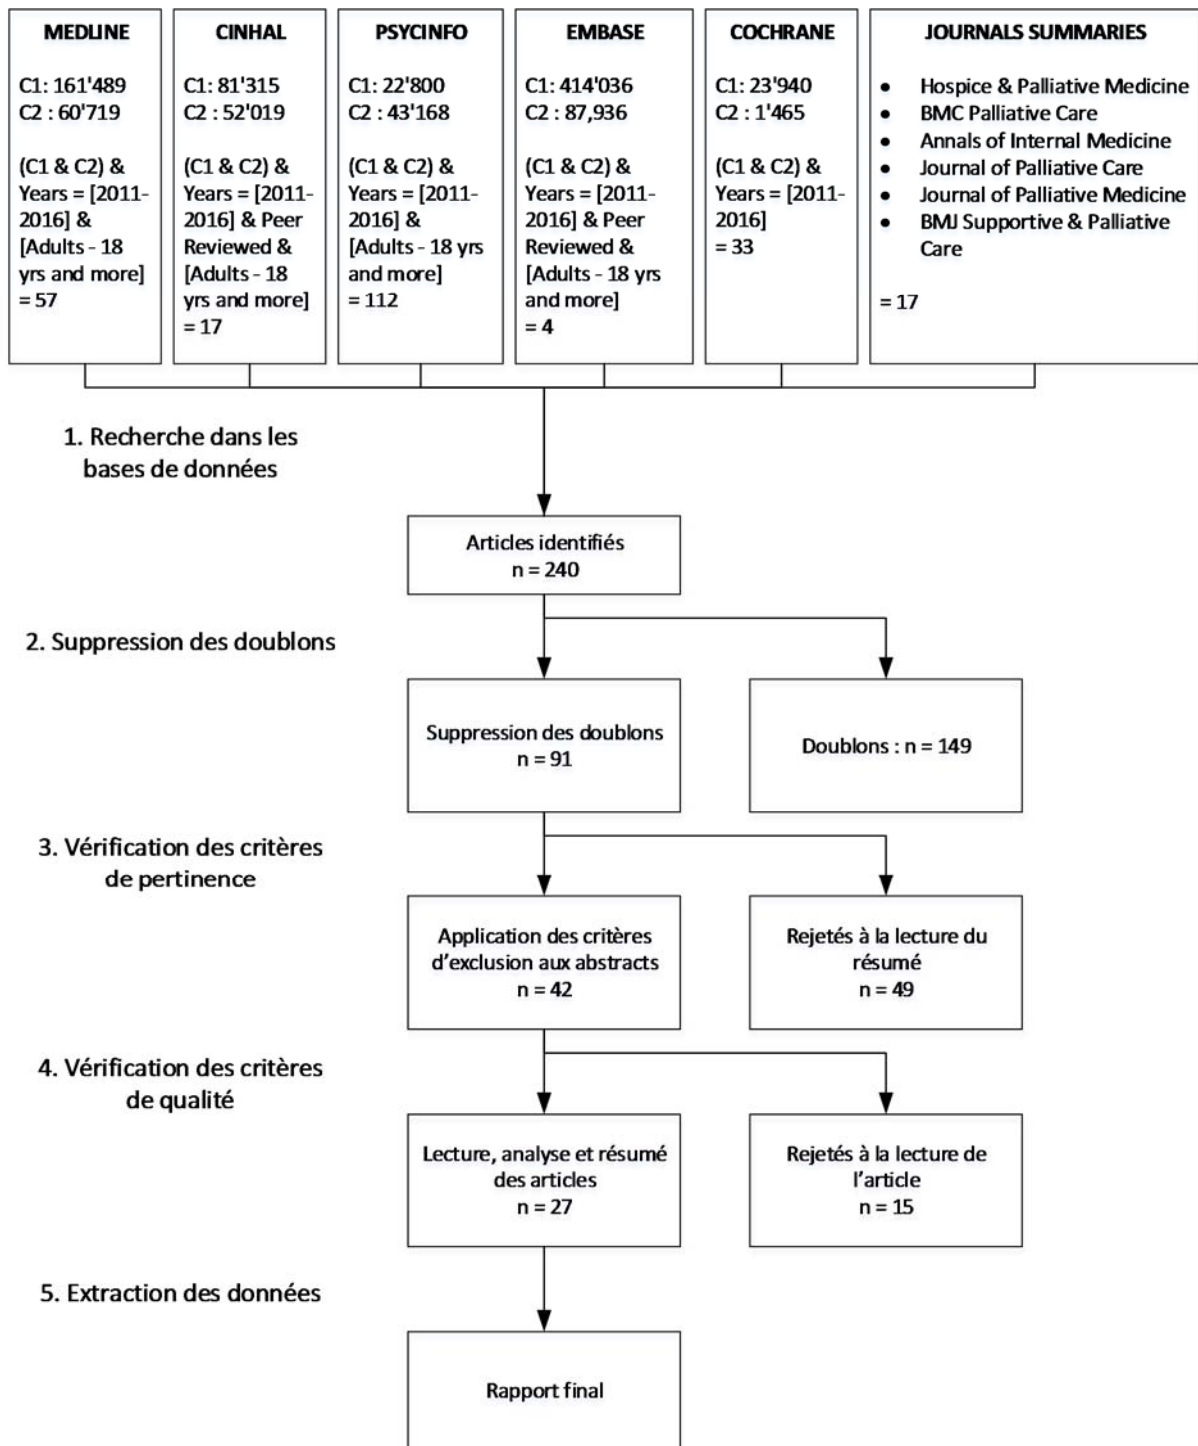 MEDLINE
C1: 161'489
C2 : 60'719
(C1 & C2) &
Years = [2011-
2016] &
[Adults - 18
yrs and more]
= 57
CINHAL
C1: 81'315
C2 : 52'019
(C1 & C2) &
Years = [2011-
2016] & Peer
Reviewed &
[Adults - 18
yrs and more]
= 17
PSYCINFO
C1: 22'800
C2 : 43'168
(C1 & C2) &
Years = [2011-
2016] &
[Adults - 18 yrs
and more]
= 112
EMBASE
C1: 414'036
C2 : 87,936
(C1 & C2) &
Years = [2011-
2016] & Peer
Reviewed &
[Adults - 18 yrs
and more]
= 4
COCHRANE
C1: 23'940
C2 : 1'465
(C1 & C2) &
Years = [2011-
2016]
= 33
JOURNALS SUMMARIES
• Hospice & Palliative Medicine
• BMC Palliative Care
• Annals of Internal Medicine
• Journal of Palliative Care
• Journal of Palliative Medicine
• BMJ Supportive & Palliative
Care
= 17
1. Recherche dans les
bases de données
Articles identifiés
n = 240
2. Suppression des doublons
Suppression des doublons
n = 91
Doublons : n = 149
3. Vérification des critères
de pertinence
Application des critères
d'exclusion aux abstracts
n = 42
Rejetés à la lecture du
résumé
n = 49
4. Vérification des critères
de qualité
Lecture, analyse et résumé
des articles
n = 27
Rejetés à la lecture de
l'article
n = 15
5. Extraction des données
Rapport final